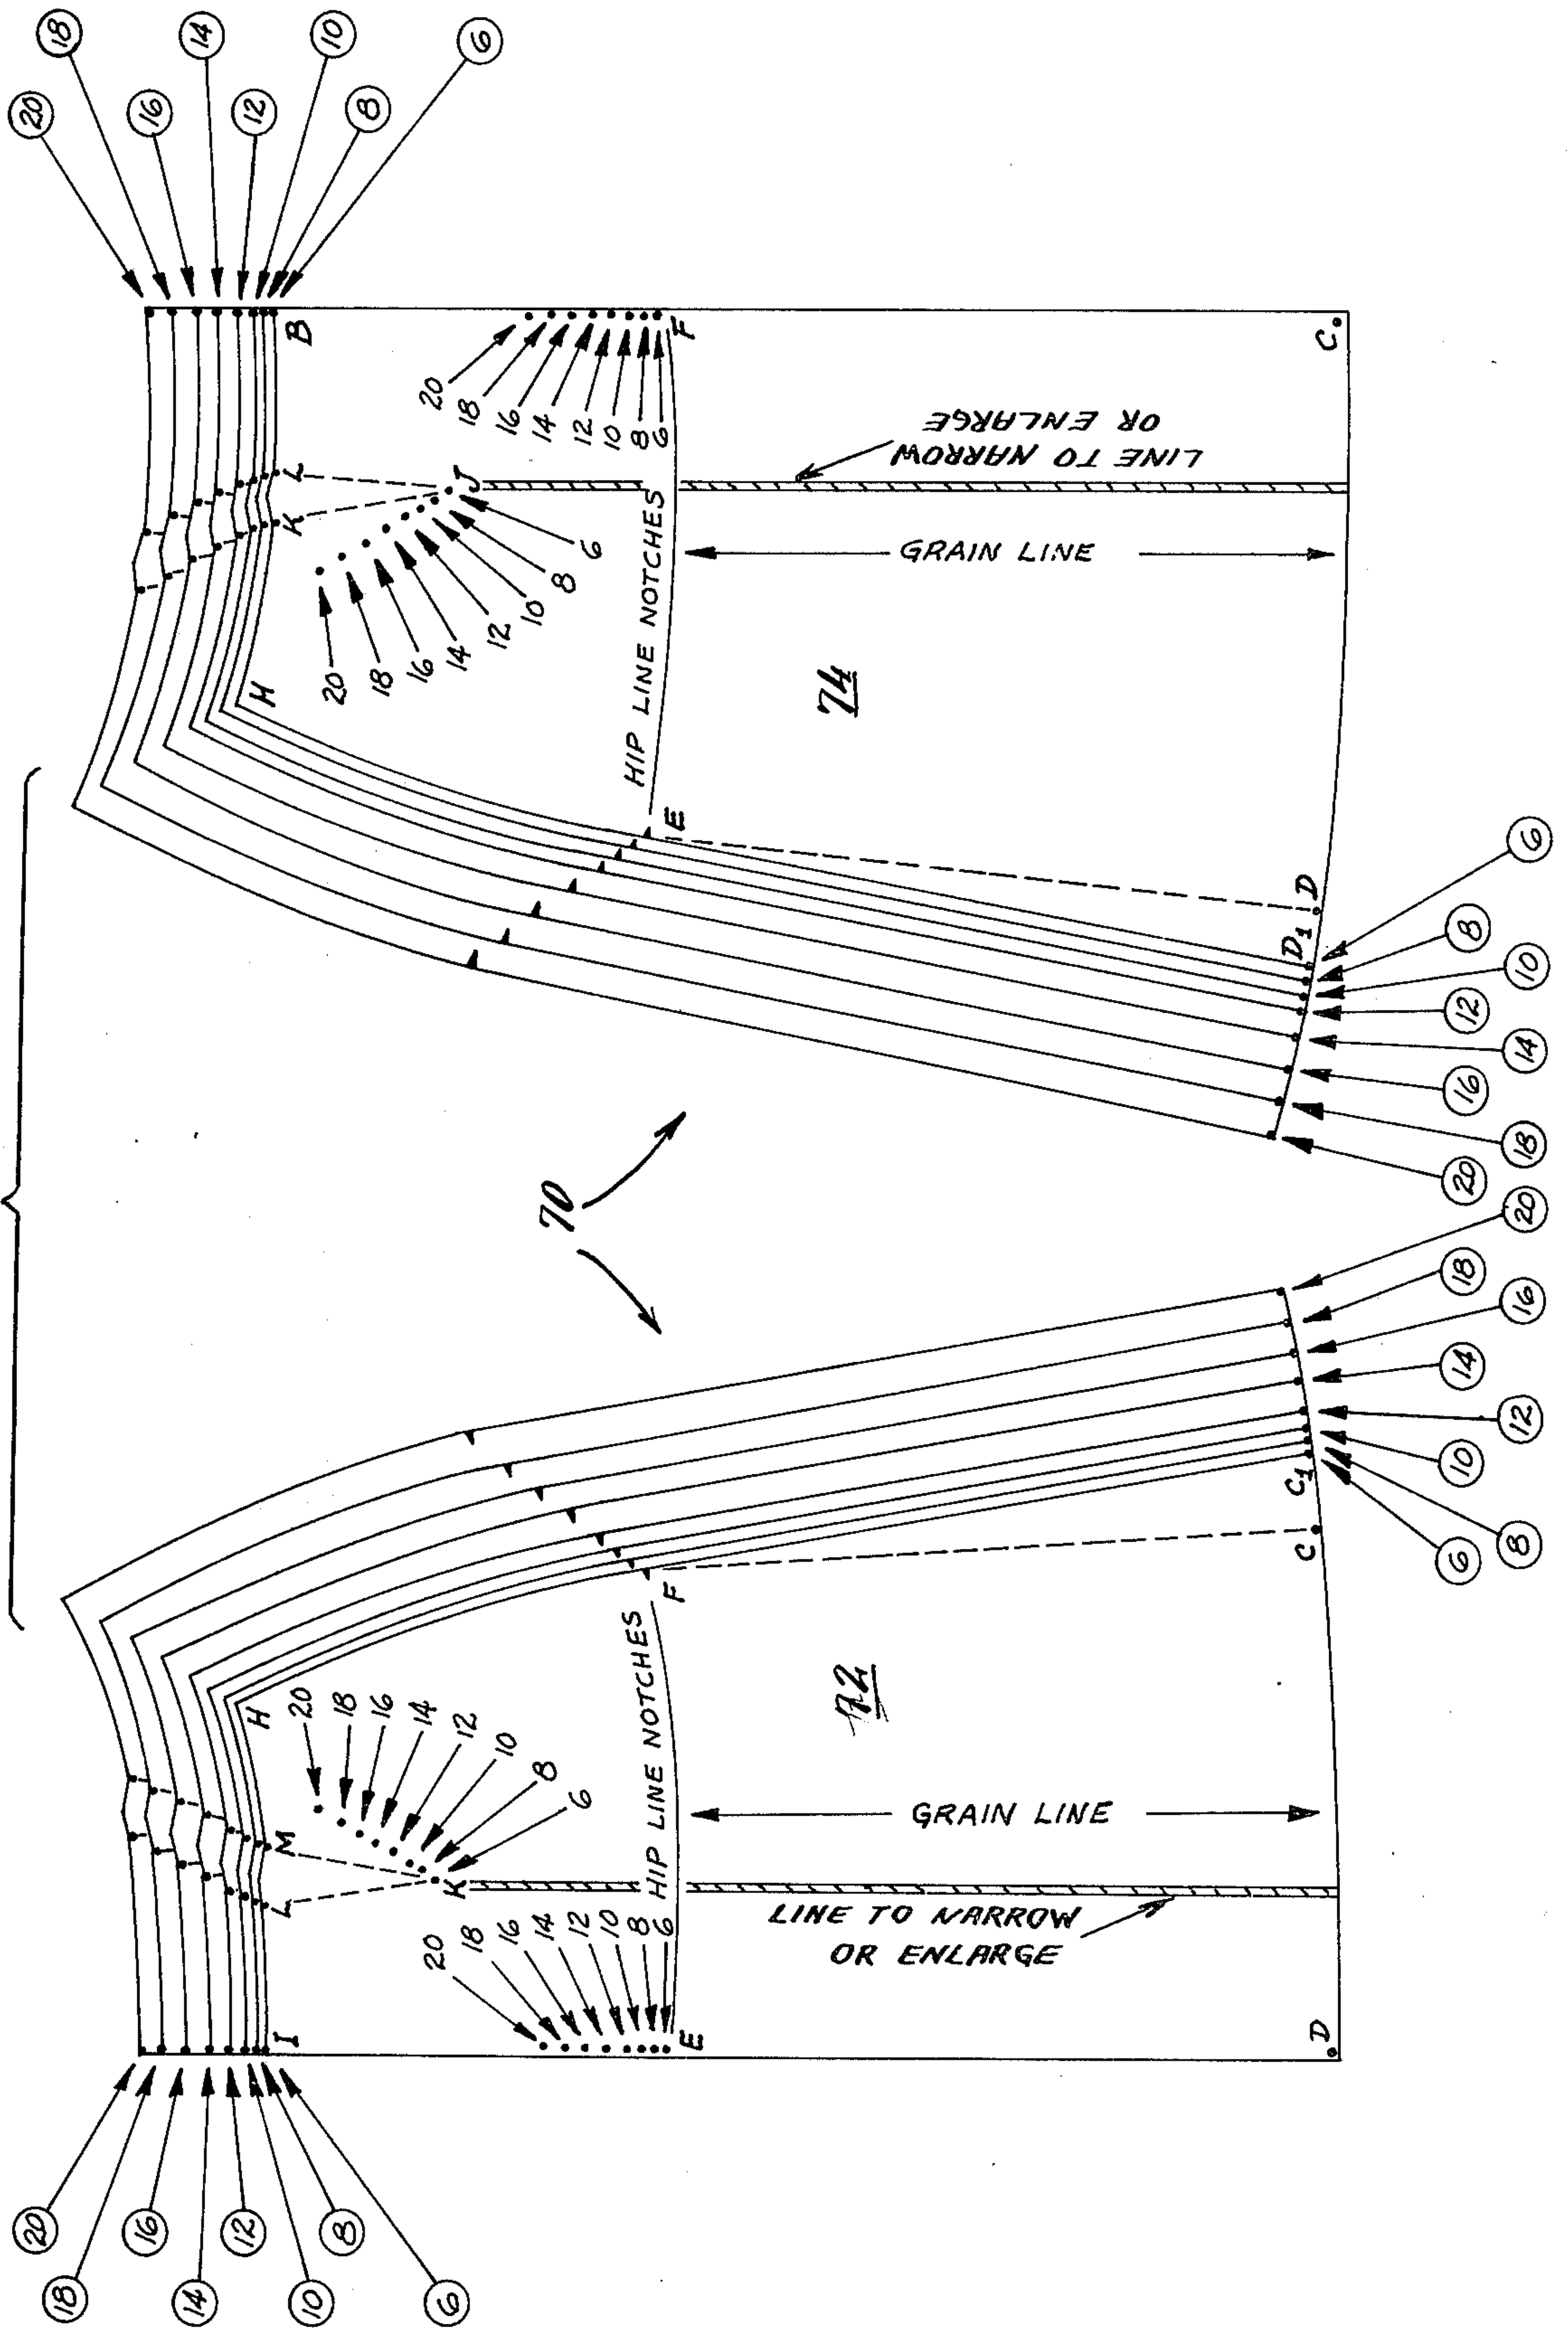 20
18
16
14
12
10
8
6
18
20
16
14
12
10
8
6
I
L
M
H
H
K
L
B
20
18
16
14
12
10
8
6
20
18
16
14
12
10
8
6
K
J
20
18
16
14
12
10
8
6
20
18
16
14
12
10
8
6
E
HIP LINE NOTCHES
F
70
E
HIP LINE NOTCHES
F
LINE TO NARROW
OR ENLARGE
GRAIN LINE
72
74
GRAIN LINE
LINE TO NARROW
OR ENLARGE
D
C
C1
D1
D
C
6
8
10
12
14
16
18
20
20
18
16
14
12
10
8
6